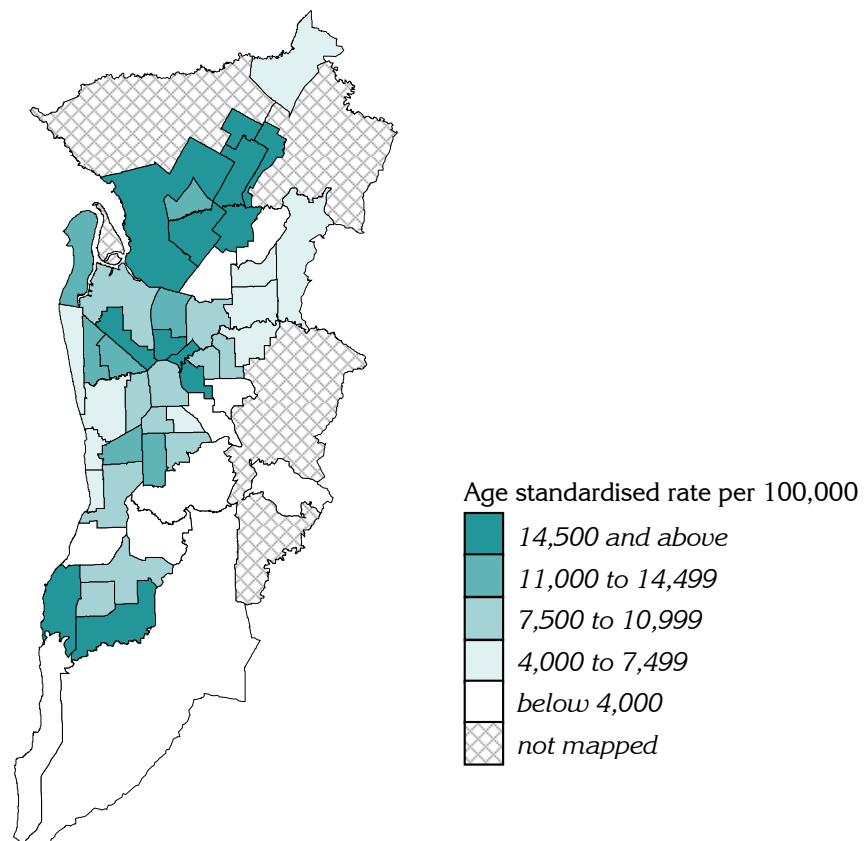 Age standardised rate per 100,000
14,500 and above
11,000 to 14,499
7,500 to 10,999
4,000 to 7,499
below 4,000
not mapped